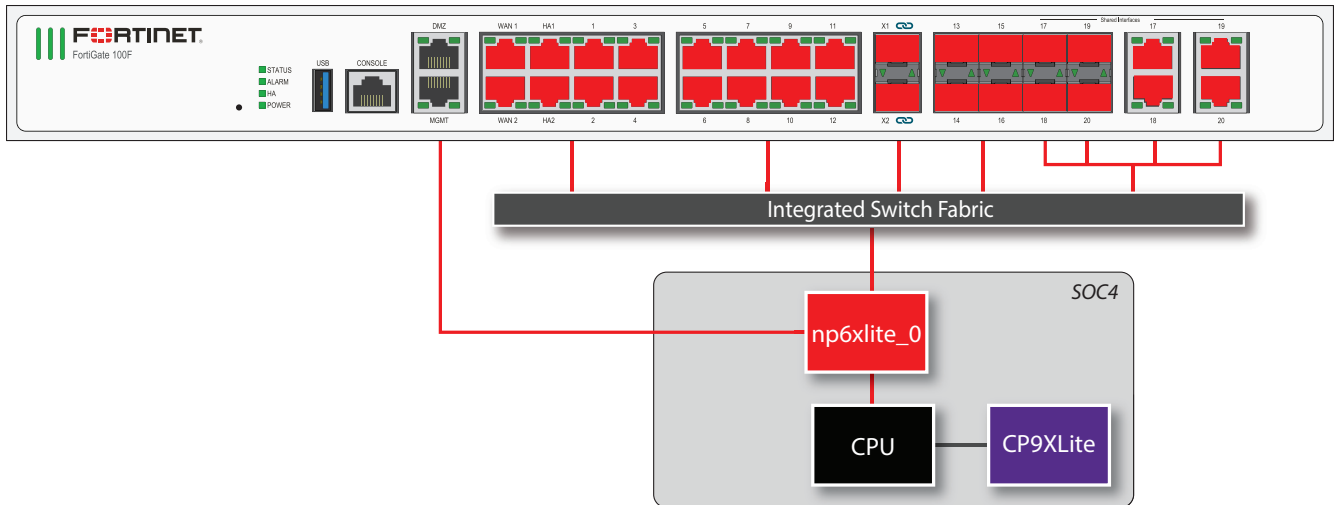 FORTINET.
FortiGate 100F
STATUS
ALARM
HA
POWER
USB
CONSOLE
DMZ
MGMT
WAN 1 HA1 1 3
WAN 2 HA2 2 4
5 7 9 11
6 8 10 12
X1
X2
Shared Interfaces
13 15 17 19 17 19
14 16 18 20 18 20
Integrated Switch Fabric
SOC4
np6xlite_0
CPU
CP9XLite